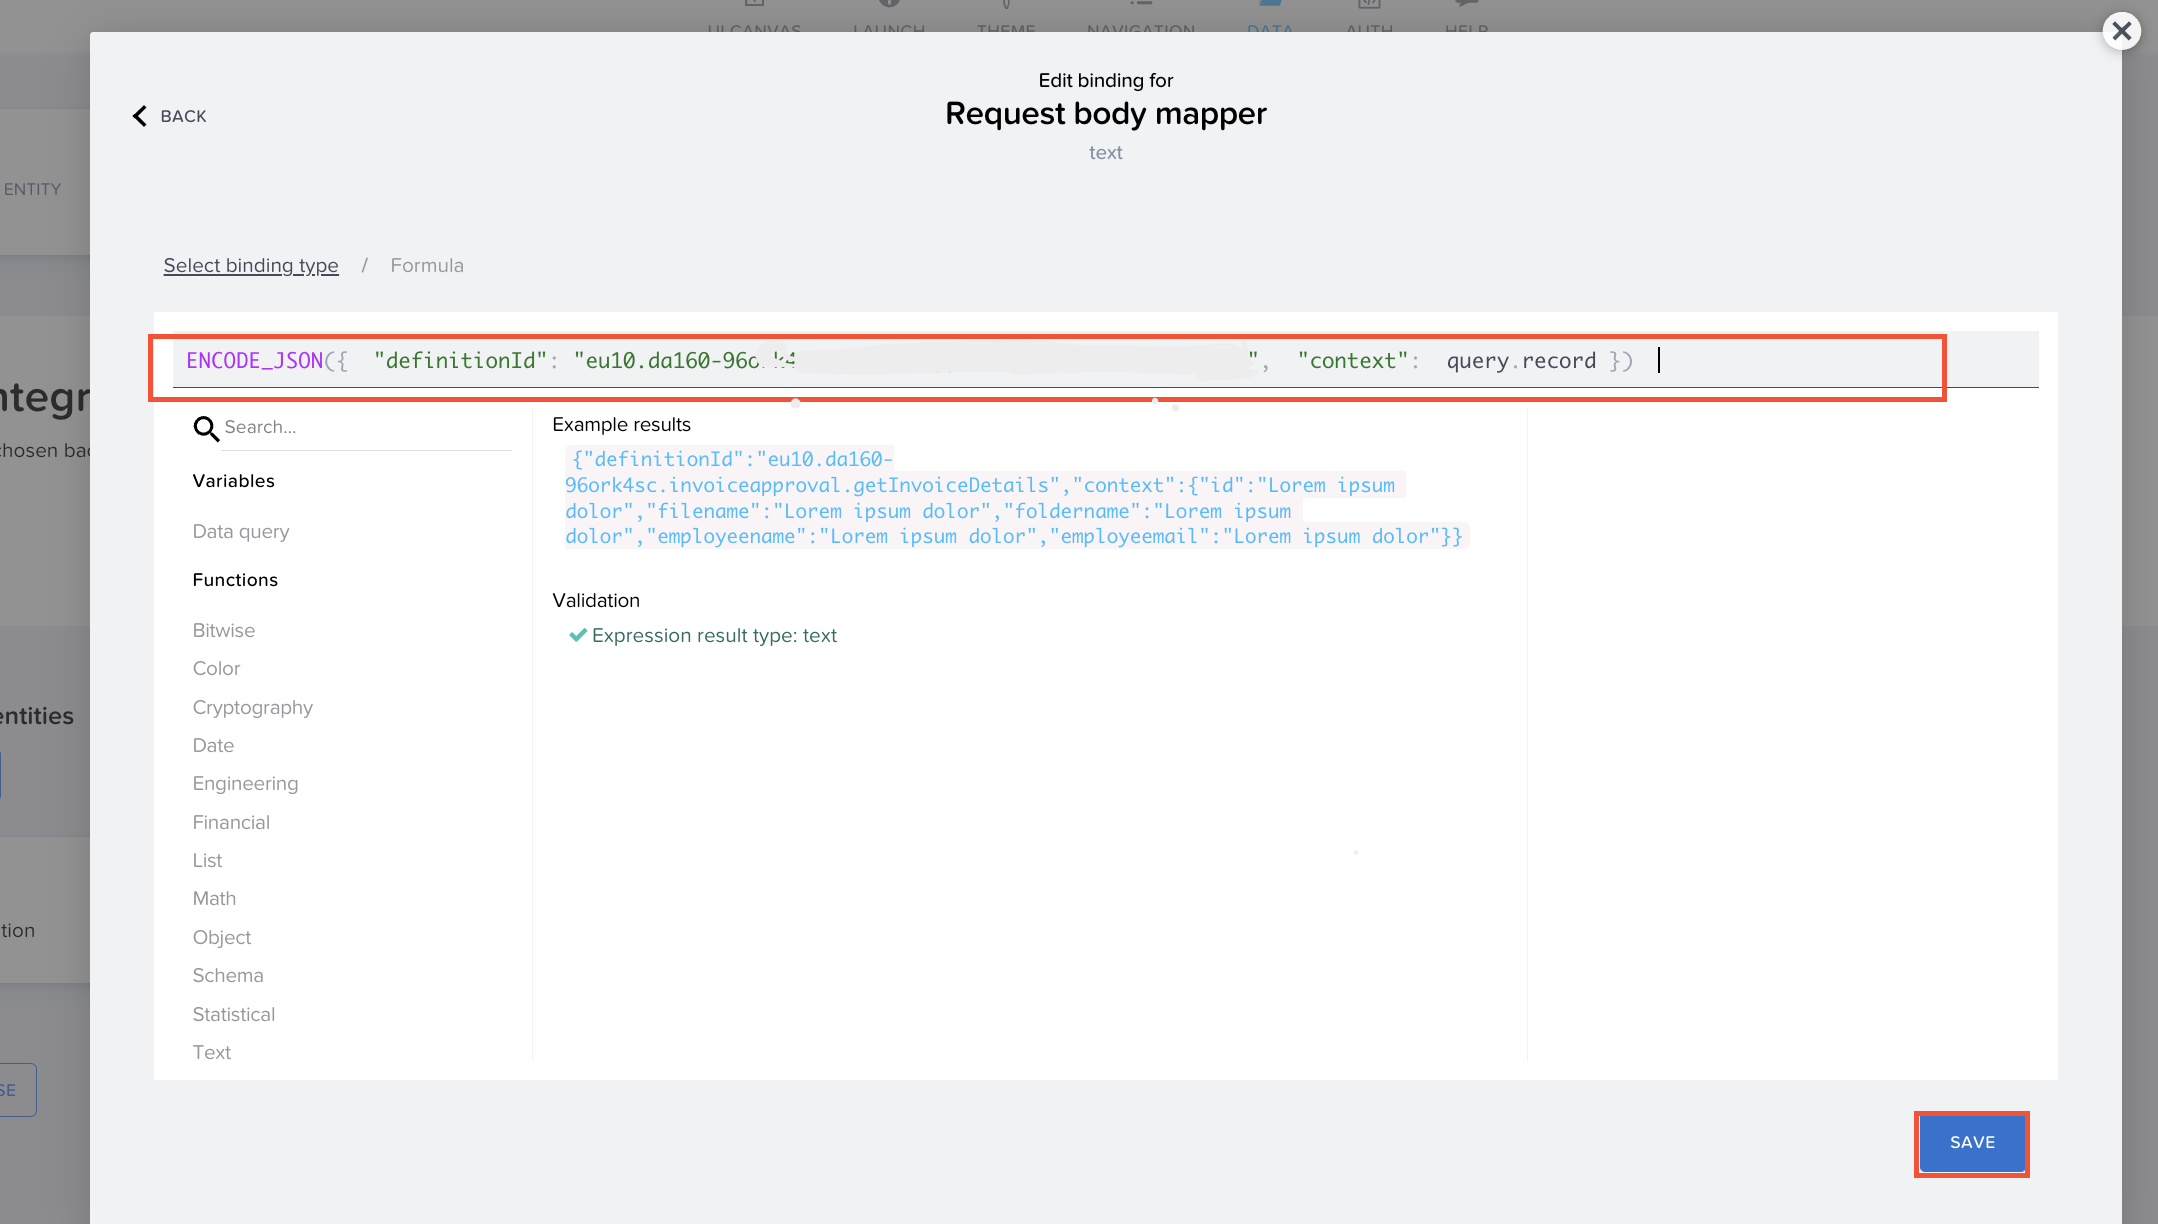 UI CANVAS LAUNCH THEME NAVIGATION DATA AUTH HELP
Edit binding for
Request body mapper
text
BACK
ENTITY
Select binding type / Formula
ENCODE_JSON({ "definitionId": "eu10.da160-96ork4 ", "context": query.record })
ntegr
chosen bac
entities
tion
SE
Search...
Variables
Data query
Functions
Bitwise
Color
Cryptography
Date
Engineering
Financial
List
Math
Object
Schema
Statistical
Text
Example results
{"definitionId":"eu10.da160-
96ork4sc.invoiceapproval.getInvoiceDetails","context":{"id":"Lorem ipsum
dolor","filename":"Lorem ipsum dolor","foldername":"Lorem ipsum
dolor","employeename":"Lorem ipsum dolor","employeemail":"Lorem ipsum dolor"}}
Validation
Expression result type: text
SAVE